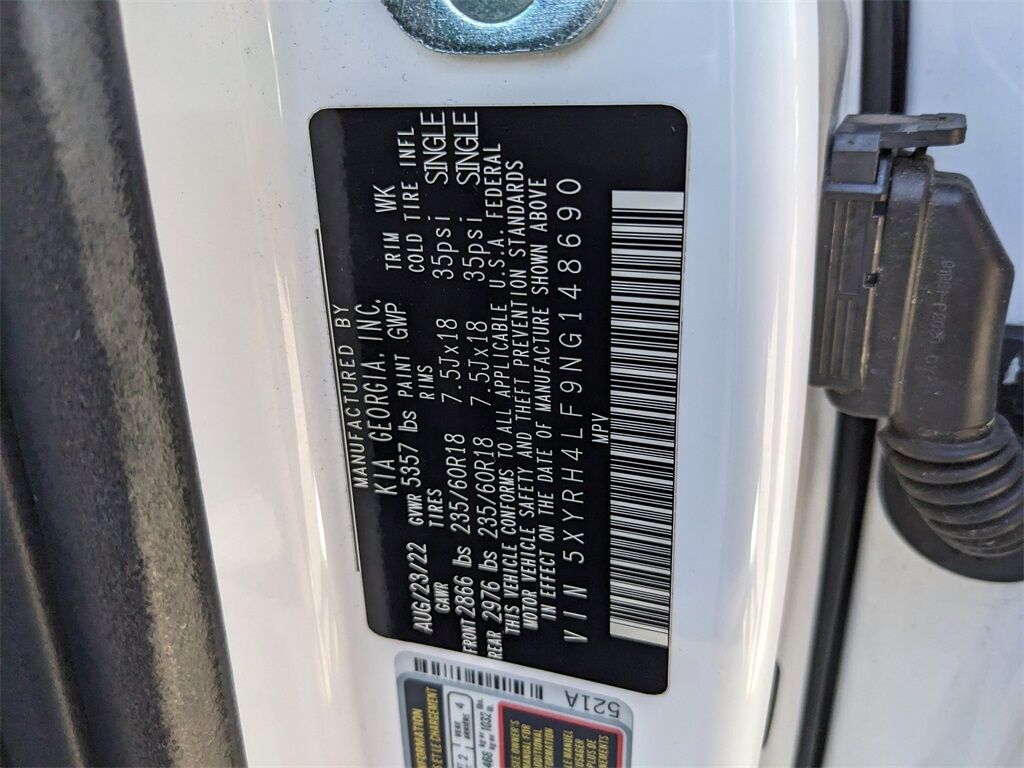 MANUFACTURED BY
KIA GEORGIA, INC.
AUG/23/22 GVWR 5357 lbs PAINT GWP TRIM WK
GAWR TIRES RIMS COLD TIRE INFL
FRONT 2866 lbs 235/60R18 7.5Jx18 35psi SINGLE
REAR 2976 lbs 235/60R18 7.5Jx18 35psi SINGLE
THIS VEHICLE CONFORMS TO ALL APPLICABLE U.S.A. FEDERAL
MOTOR VEHICLE SAFETY AND THEFT PREVENTION STANDARDS
IN EFFECT ON THE DATE OF MANUFACTURE SHOWN ABOVE
VIN 5XYRH4LF9NG148690
MPV
521A